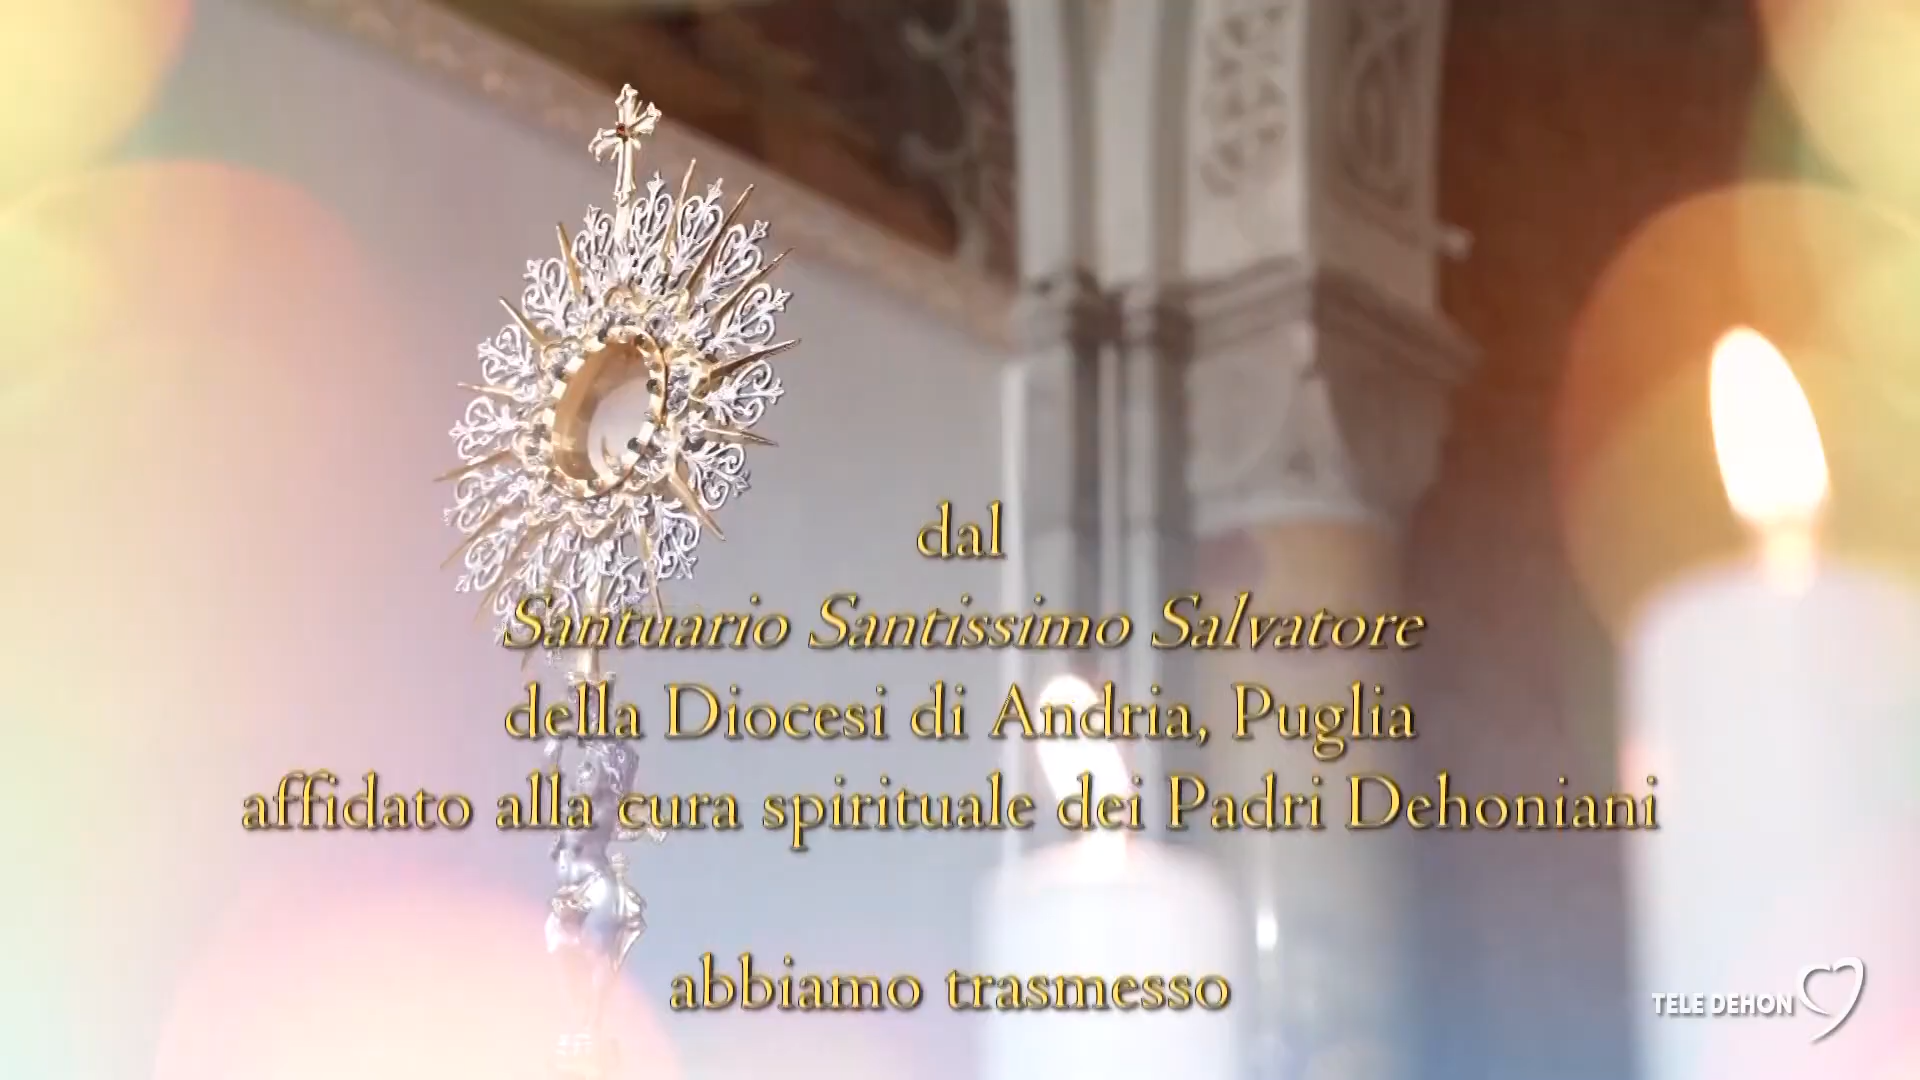 dal
Santuario Santissimo Salvatore
della Diocesi di Andria, Puglia
affidato alla cura spirituale dei Padri Dehoniani
abbiamo trasmesso
TELE DEHON